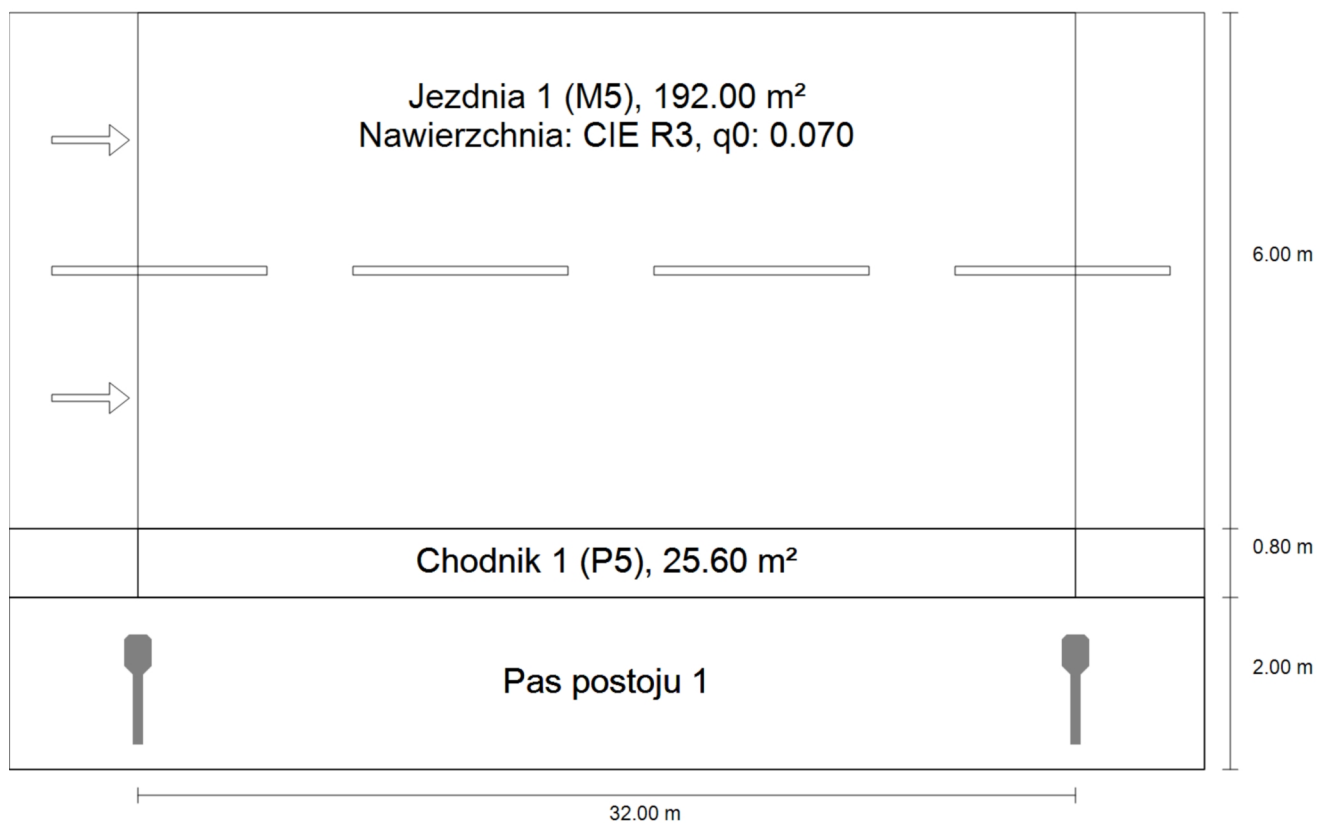 Jezdnia 1 (M5), 192.00 m²
Nawierzchnia: CIE R3, q0: 0.070
6.00 m
Chodnik 1 (P5), 25.60 m²
0.80 m
Pas postoju 1
2.00 m
32.00 m